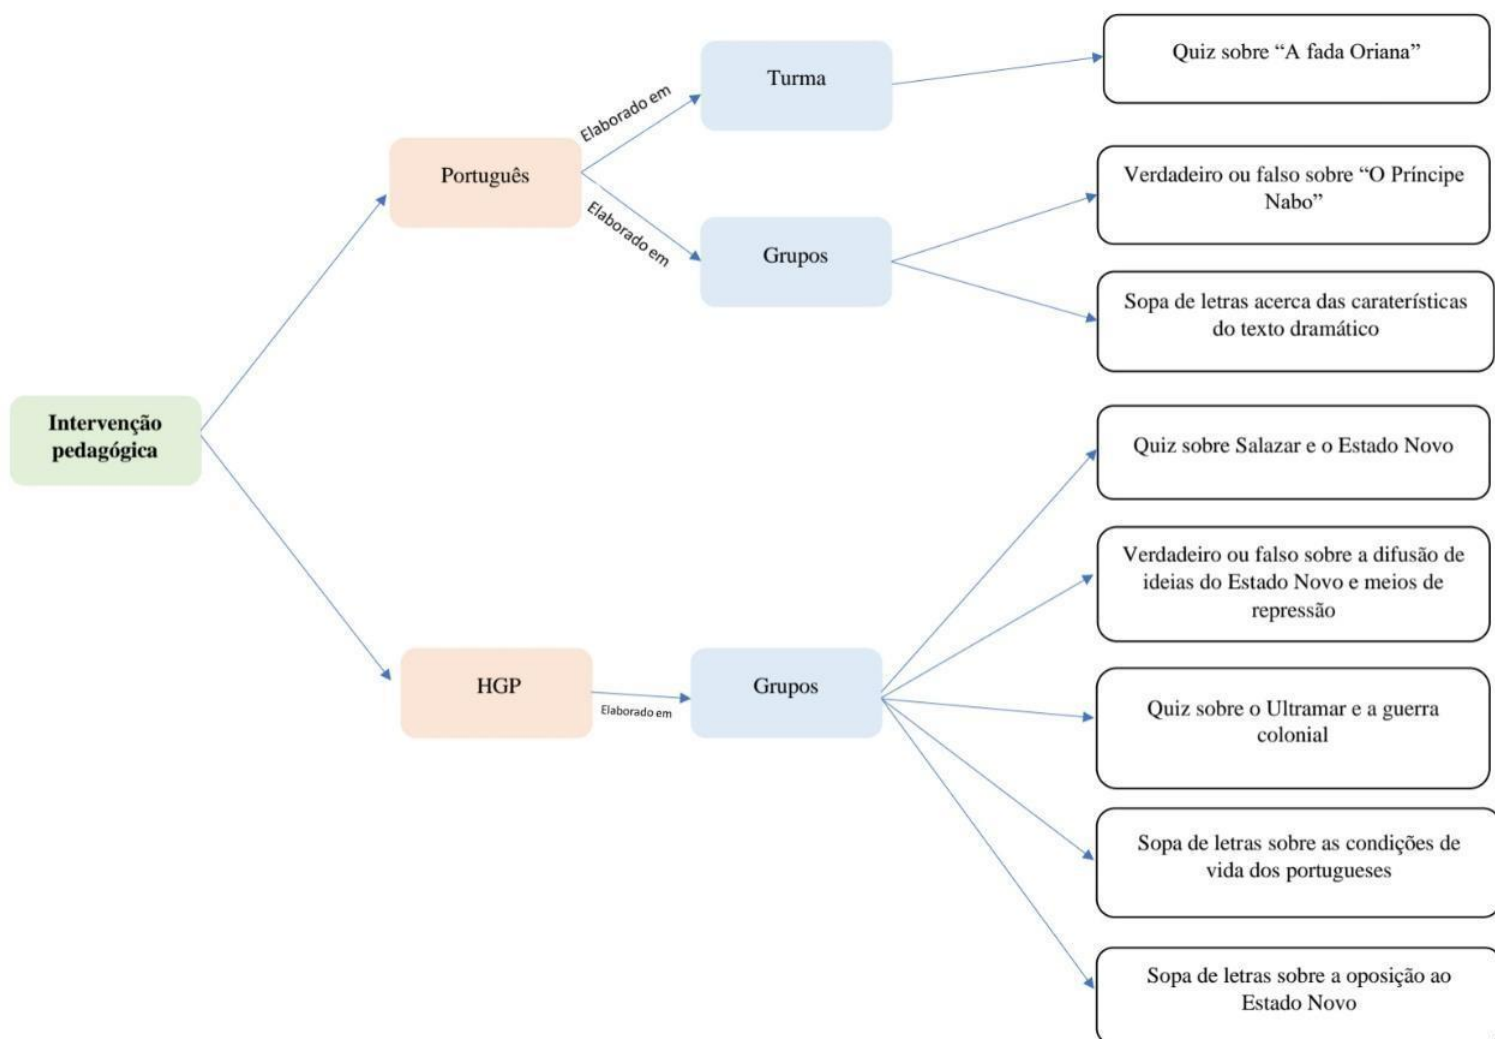 Quiz sobre “A fada Oriana”
Turma
Elaborado em
Português
Verdadeiro ou falso sobre “O Príncipe
Nabo”
Elaborado em
Grupos
Sopa de letras acerca das caraterísticas
do texto dramático
Intervenção
pedagógica
Quiz sobre Salazar e o Estado Novo
Verdadeiro ou falso sobre a difusão de
ideias do Estado Novo e meios de
repressão
HGP
Elaborado em
Grupos
Quiz sobre o Ultramar e a guerra
colonial
Sopa de letras sobre as condições de
vida dos portugueses
Sopa de letras sobre a oposição ao
Estado Novo